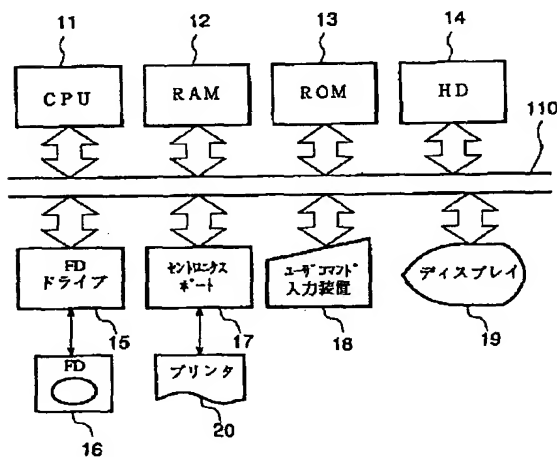 11
12
13
14
CPU
RAM
ROM
HD
110
FD
ドライブ
セントロニクス
ポート
ユーザコマンド
入力装置
ディスプレイ
15
17
18
19
FD
プリンタ
16
20